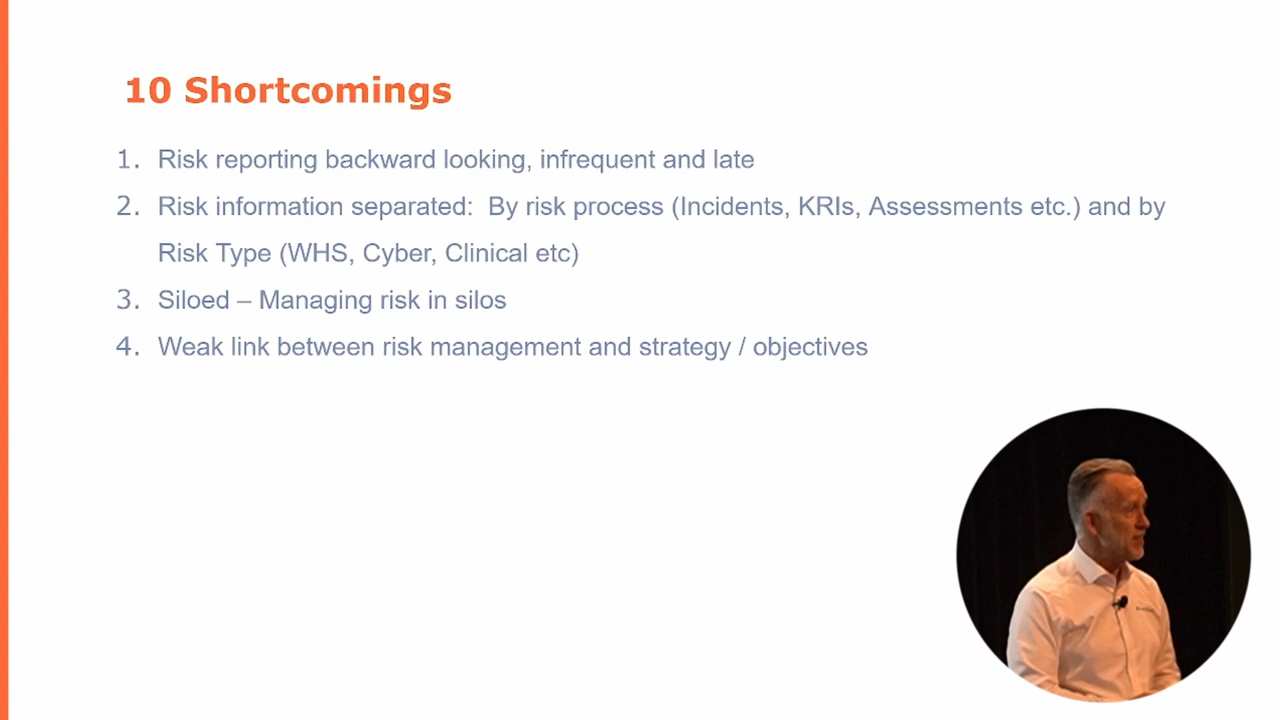 10 Shortcomings
1. Risk reporting backward looking, infrequent and late
2. Risk information separated:  By risk process (Incidents, KRIs, Assessments etc.) and by
Risk Type (WHS, Cyber, Clinical etc)
3. Siloed – Managing risk in silos
4. Weak link between risk management and strategy / objectives